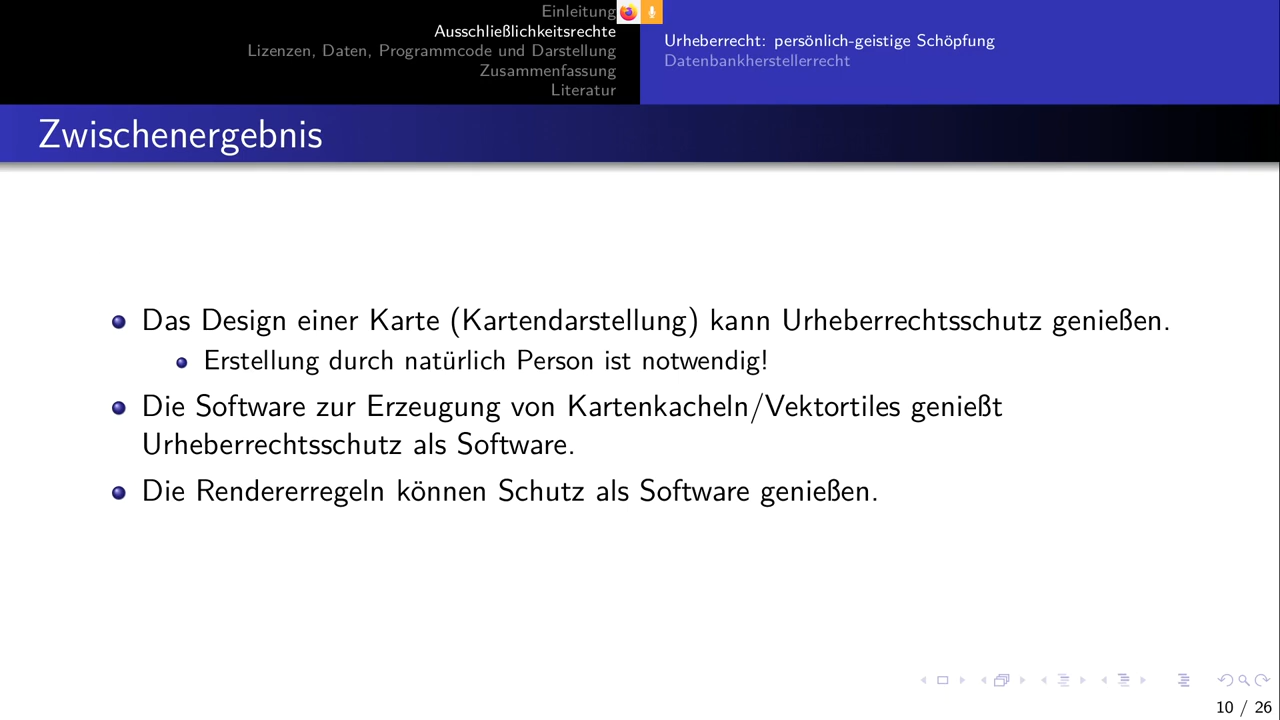 Einleitung
Ausschließlichkeitsrechte
Lizenzen, Daten, Programmcode und Darstellung
Zusammenfassung
Literatur
Urheberrecht: persönlich-geistige Schöpfung
Datenbankherstellerrecht
Zwischenergebnis
Das Design einer Karte (Kartendarstellung) kann Urheberrechtsschutz genießen.
Erstellung durch natürlich Person ist notwendig!
Die Software zur Erzeugung von Kartenkacheln/Vektortiles genießt
Urheberrechtsschutz als Software.
Die Rendererregeln können Schutz als Software genießen.
10 / 26